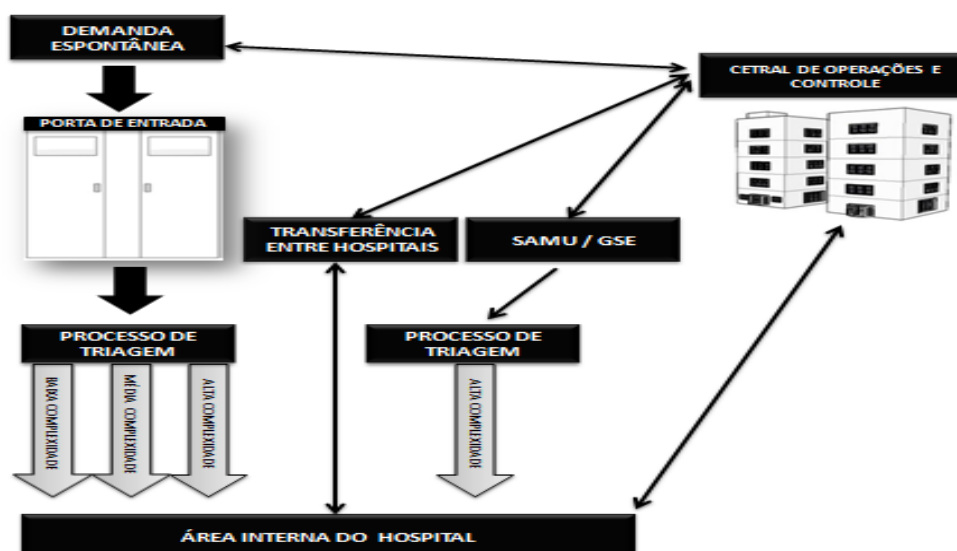 DEMANDA
ESPONTÂNEA
CETRAL DE OPERAÇÕES E
CONTROLE
PORTA DE ENTRADA
TRANSFERÊNCIA
ENTRE HOSPITAIS
SAMU / GSE
PROCESSO DE
TRIAGEM
PROCESSO DE
TRIAGEM
BAIXA COMPLEXIDADE
MÉDIA COMPLEXIDADE
ALTA COMPLEXIDADE
ALTA COMPLEXIDADE
ÁREA INTERNA DO HOSPITAL